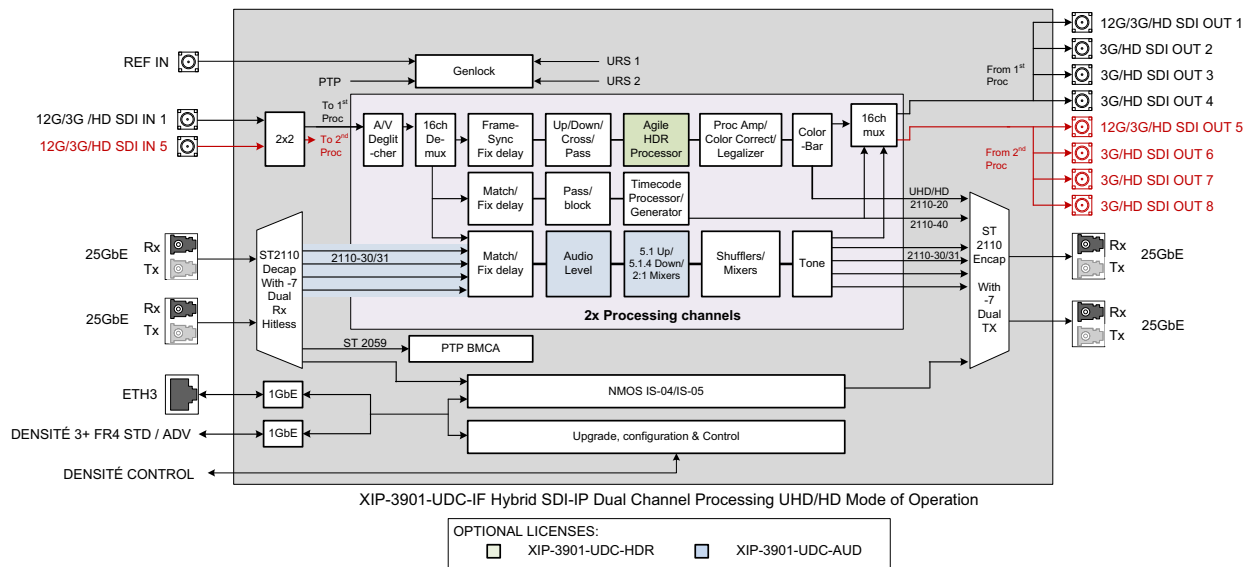 REF IN
PTP
Genlock
URS 1
URS 2
12G/3G /HD SDI IN 1
12G/3G/HD SDI IN 5
2x2
To 1st
Proc
To 2nd
Proc
A/V
Deglit
-cher
16ch
De-
mux
Frame-
Sync
Fix delay
Up/Down/
Cross/
Pass
Agile
HDR
Processor
Proc Amp/
Color Correct/
Legalizer
Color
-Bar
16ch
mux
From 1st
Proc
From 2nd
Proc
12G/3G/HD SDI OUT 1
3G/HD SDI OUT 2
3G/HD SDI OUT 3
3G/HD SDI OUT 4
12G/3G/HD SDI OUT 5
3G/HD SDI OUT 6
3G/HD SDI OUT 7
3G/HD SDI OUT 8
Match/
Fix delay
Pass/
block
Timecode
Processor/
Generator
UHD/HD
2110-20
2110-40
25GbE
Rx
Tx
25GbE
Rx
Tx
ST2110
Decap
With -7
Dual
Rx
Hitless
2110-30/31
Match/
Fix delay
Audio
Level
5.1 Up/
5.1.4 Down/
2:1 Mixers
Shufflers/
Mixers
Tone
2110-30/31
2x Processing channels
ST
2110
Encap
With
-7
Dual
TX
Rx
Tx
25GbE
Rx
Tx
25GbE
ST 2059
PTP BMCA
ETH3
1GbE
NMOS IS-04/IS-05
DENSITÉ 3+ FR4 STD / ADV
1GbE
Upgrade, configuration & Control
DENSITÉ CONTROL
XIP-3901-UDC-IF Hybrid SDI-IP Dual Channel Processing UHD/HD Mode of Operation
OPTIONAL LICENSES:
XIP-3901-UDC-HDR
XIP-3901-UDC-AUD